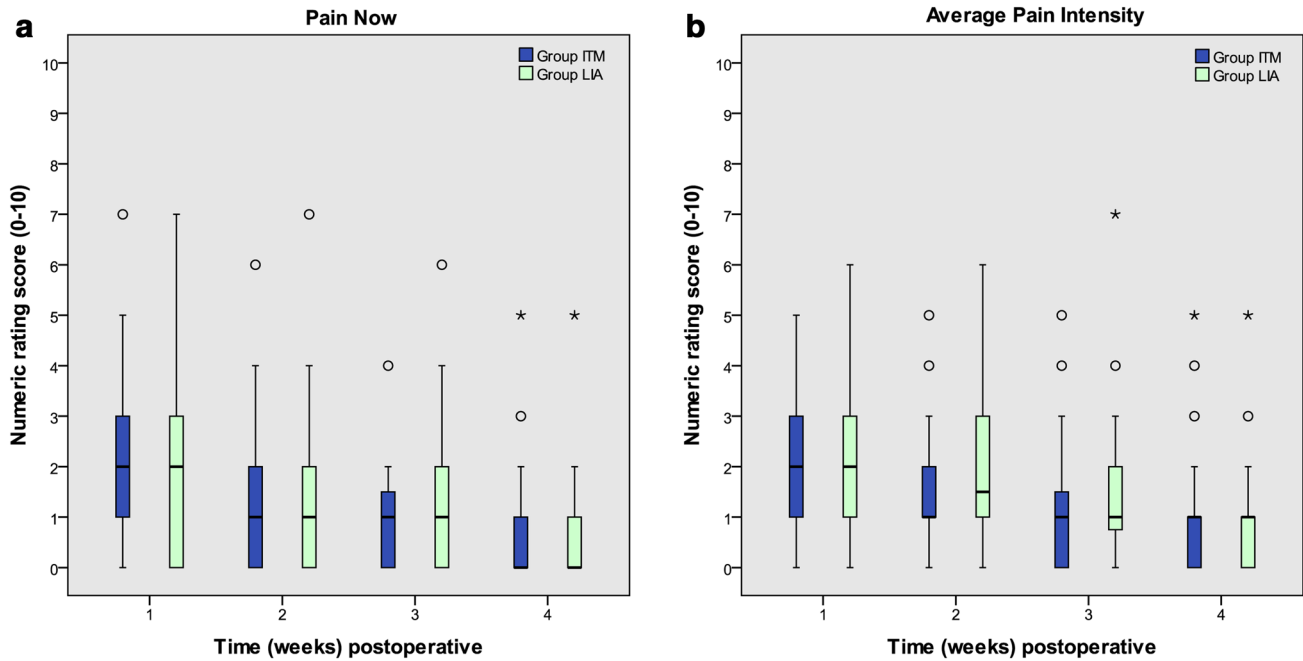 a
Pain Now
Group ITM
Group LIA
Numeric rating score (0-10)
10
9
8
7
6
5
4
3
2
1
0
1 2 3 4
Time (weeks) postoperative
b
Average Pain Intensity
Group ITM
Group LIA
Numeric rating score (0-10)
10
9
8
7
6
5
4
3
2
1
0
1 2 3 4
Time (weeks) postoperative